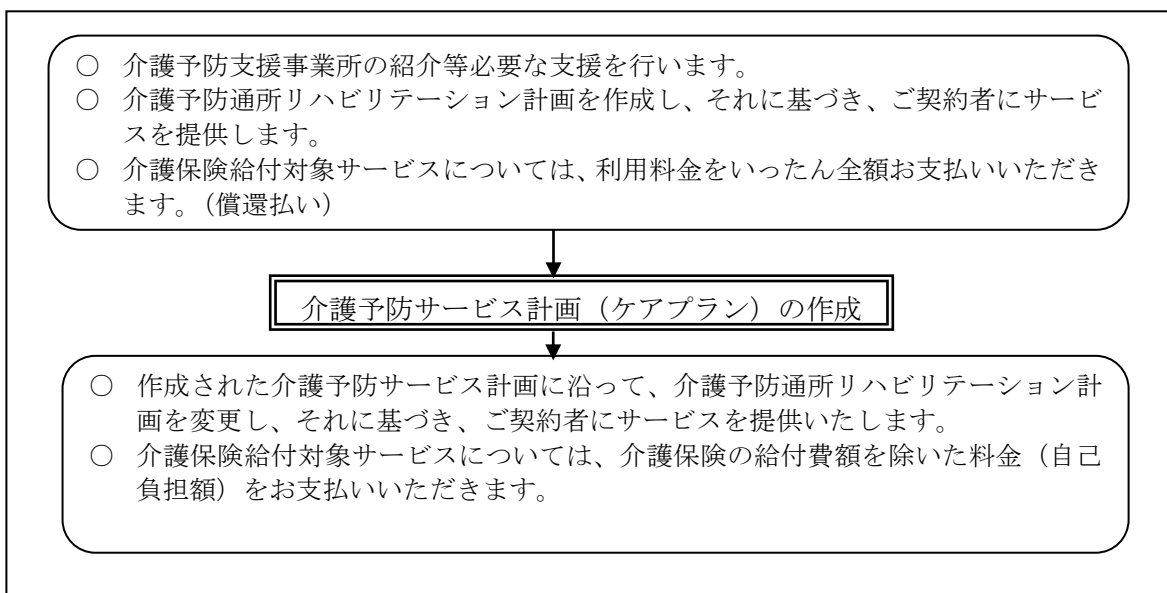 ○ 介護予防支援事業所の紹介等必要な支援を行います。
○ 介護予防通所リハビリテーション計画を作成し、それに基づき、ご契約者にサービ
スを提供します。
○ 介護保険給付対象サービスについては、利用料金をいったん全額お支払いいただき
ます。（償還払い）
介護予防サービス計画（ケアプラン）の作成
○ 作成された介護予防サービス計画に沿って、介護予防通所リハビリテーション計
画を変更し、それに基づき、ご契約者にサービスを提供いたします。
○ 介護保険給付対象サービスについては、介護保険の給付費額を除いた料金（自己
負担額）をお支払いいただきます。